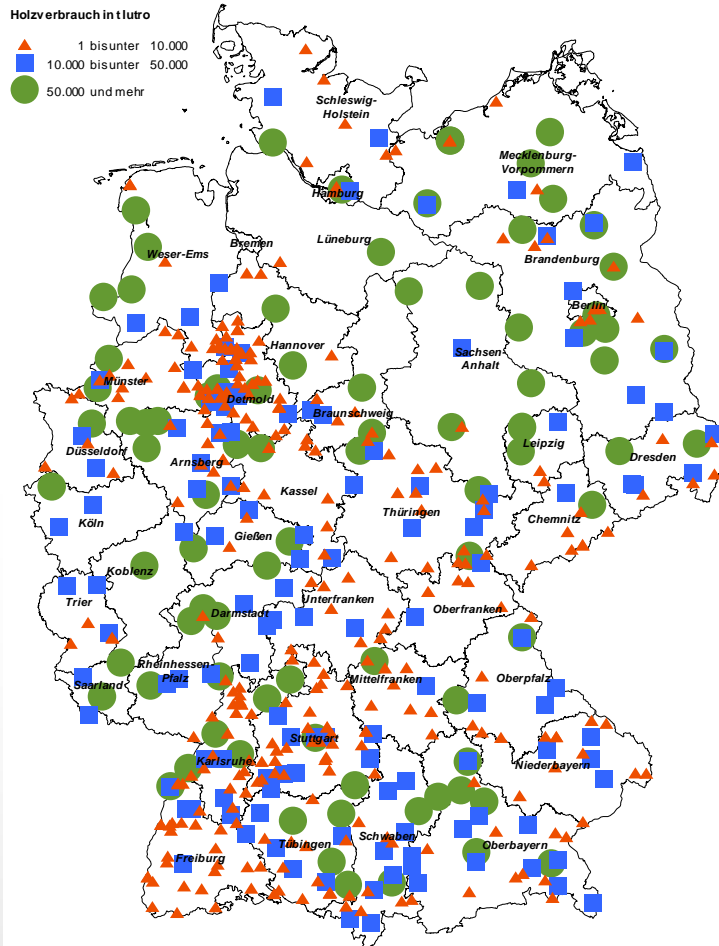 Holzverbrauch in t lutro
1 bis unter 10.000
10.000 bis unter 50.000
50.000 und mehr
Schleswig-
Holstein
Mecklenburg-
Vorpommern
Hamburg
Lüneburg
Bremen
Weser-Ems
Brandenburg
Berlin
Hannover
Sachsen-
Anhalt
Münster
Detmold
Braunschweig
Düsseldorf
Leipzig
Dresden
Arnsberg
Kassel
Thüringen
Chemnitz
Köln
Gießen
Koblenz
Trier
Unterfranken
Oberfranken
Darmstadt
Rheinhessen-
Pfalz
Saarland
Mittelfranken
Oberpfalz
Stuttgart
Karlsruhe
Niederbayern
Schwaben
Tübingen
Oberbayern
Freiburg